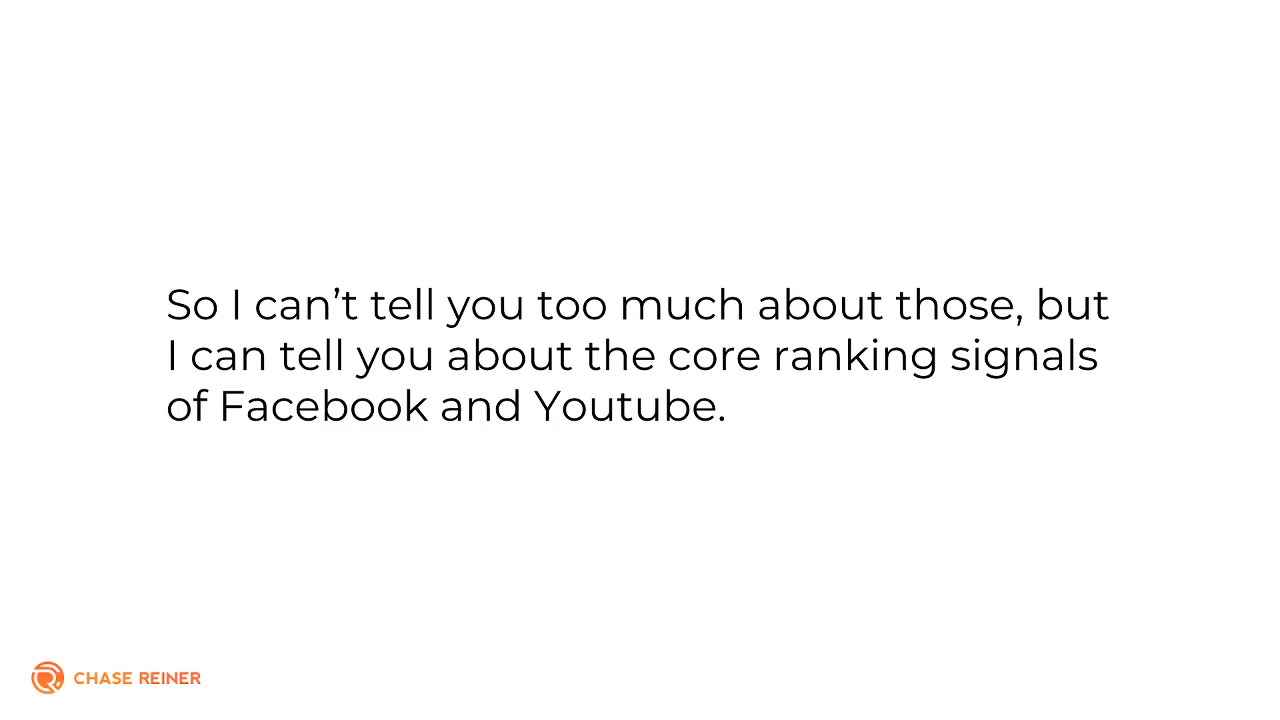 So I can’t tell you too much about those, but
I can tell you about the core ranking signals
of Facebook and Youtube.
CHASE REINER